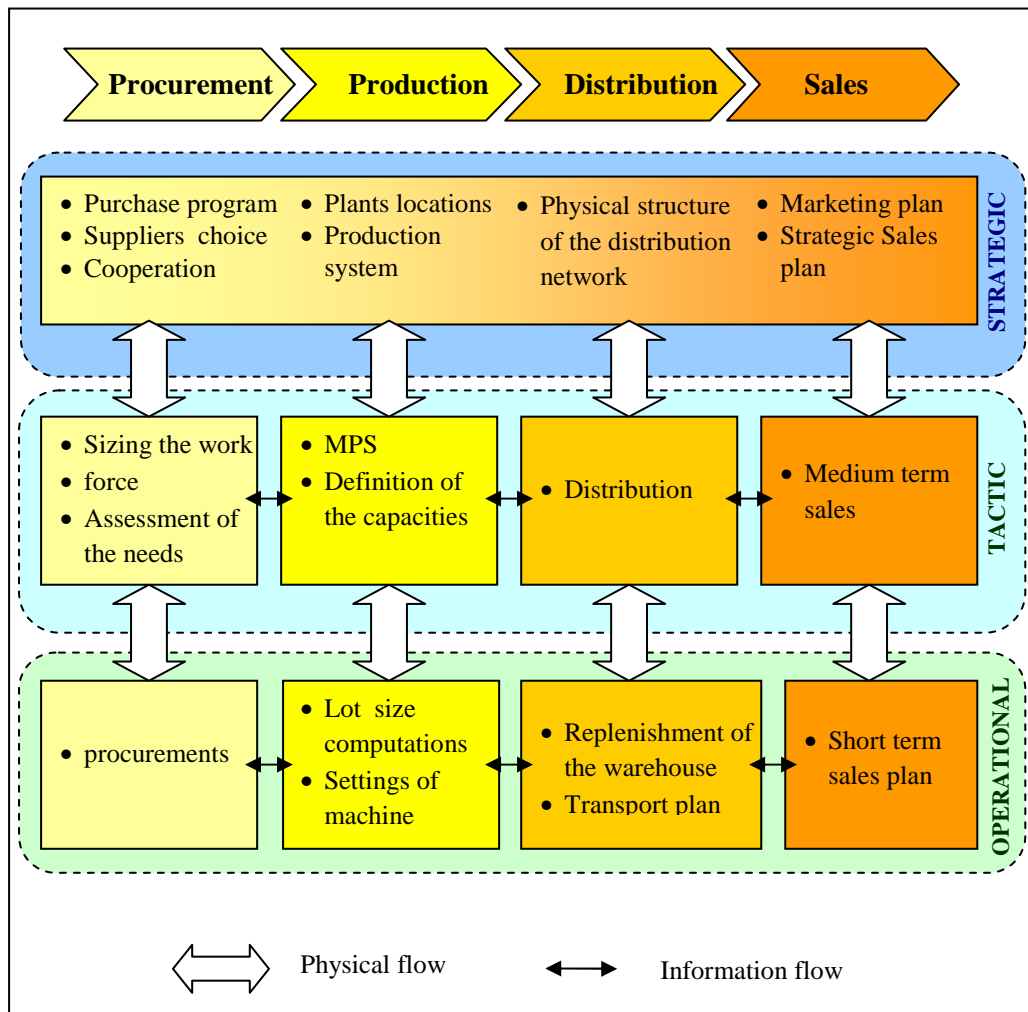 Procurement
Production
Distribution
Sales
• Purchase program
• Suppliers choice
• Cooperation
• Plants locations
• Production
system
• Physical structure
of the distribution
network
• Marketing plan
• Strategic Sales
plan
STRATEGIC
• Sizing the work
• force
• Assessment of
the needs
• MPS
• Definition of
the capacities
• Distribution
• Medium term
sales
TACTIC
• procurements
• Lot size
computations
• Settings of
machine
• Replenishment of
the warehouse
• Transport plan
• Short term
sales plan
OPERATIONAL
Physical flow
Information flow